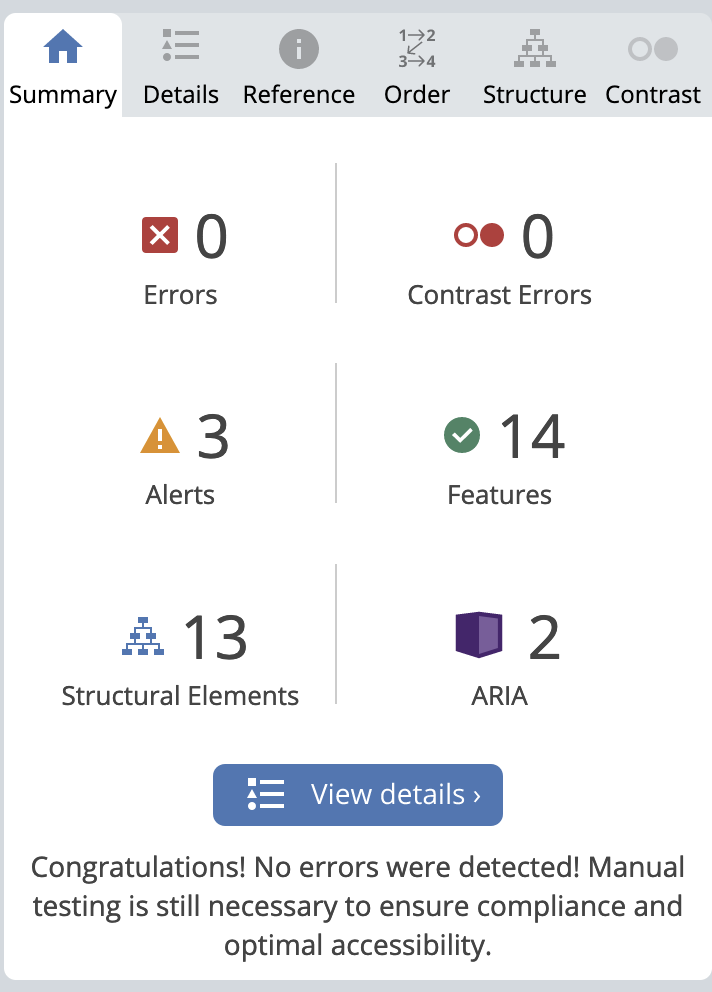 Summary Details Reference Order Structure Contrast
1→2
3→4
0 0
Errors Contrast Errors
3 14
Alerts Features
13 2
Structural Elements ARIA
View details ›
Congratulations! No errors were detected! Manual
testing is still necessary to ensure compliance and
optimal accessibility.